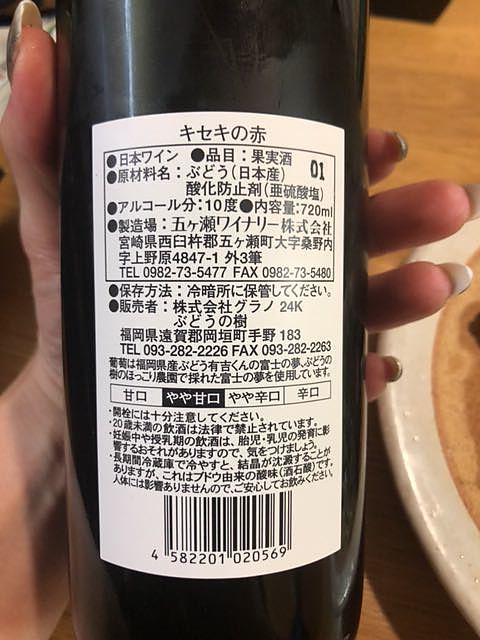 キセキの赤
●日本ワイン ●品目：果実酒 01
●原材料名：ぶどう（日本産）
酸化防止剤（亜硫酸塩）
●アルコール分：10度●内容量：720ml
●製造場：五ヶ瀬ワイナリー株式会社
宮崎県西臼杵郡五ヶ瀬町大字桑野内
字上野原4847-1 外3筆
TEL 0982-73-5477 FAX 0982-73-5480
●保存方法：冷暗所に保管してください。
●販売者：株式会社グラノ 24K
ぶどうの樹
福岡県遠賀郡岡垣町手野 183
TEL 093-282-2226 FAX 093-282-2263
葡萄は福岡県産ぶどう有吉くんの富士の夢、ぶどうの
樹のほっこり農園で採れた富士の夢を使用しています。
甘口 やや甘口 やや辛口 辛口
・開栓には十分注意してください。
・20歳未満の飲酒は法律で禁止されています。
・妊娠中や授乳期の飲酒は、胎児・乳児の発育に影
響するおそれがありますので、気をつけましょう。
・長期間冷蔵庫で冷やすと、結晶が沈澱することが
ありますが、これはブドウ由来の酸味（酒石酸）です。
人体には影響ありませんので、ご安心してお飲みください。
4 582201 020569